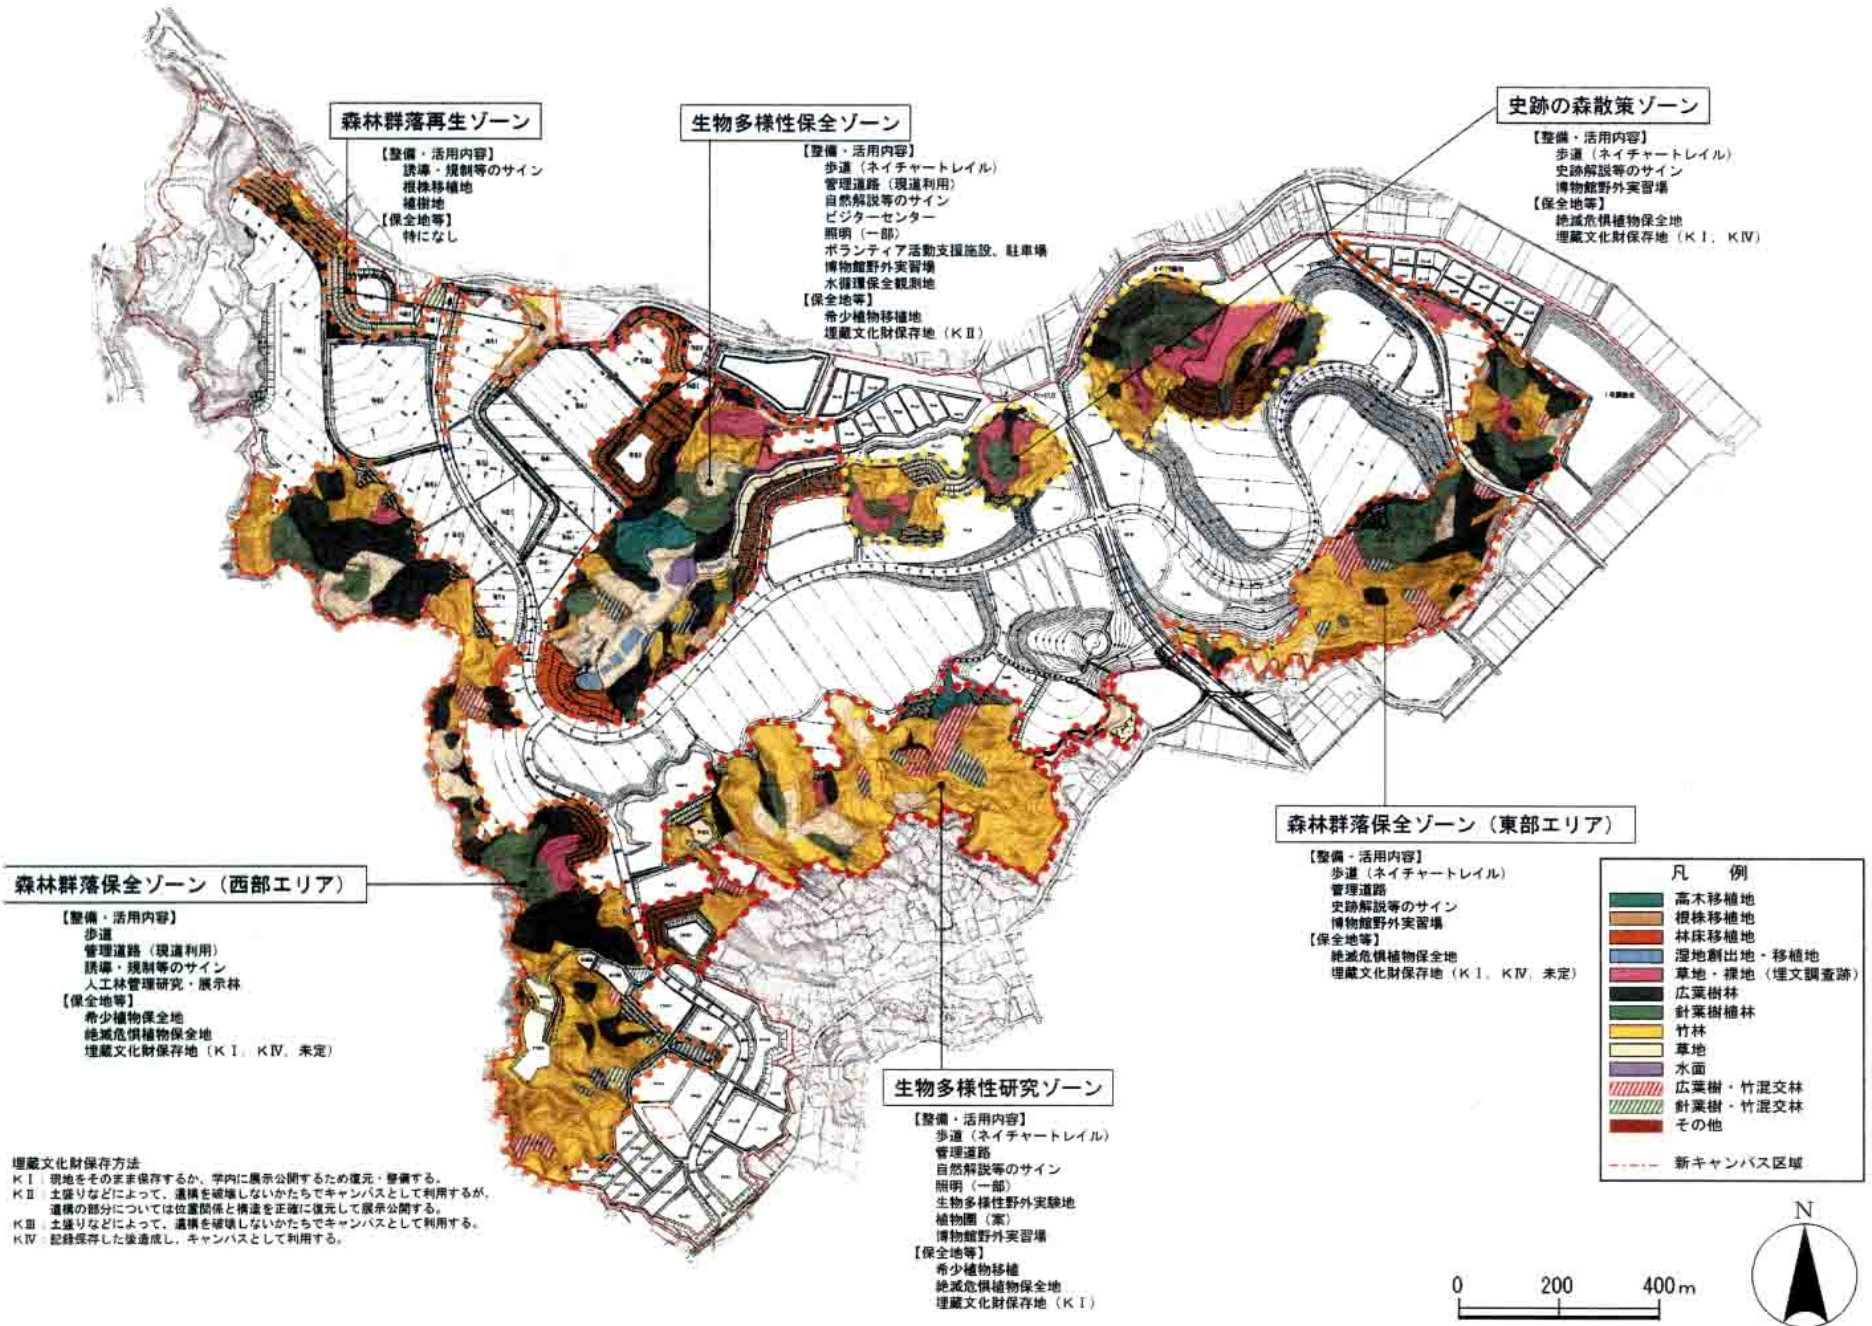 森林群落再生ゾーン
【整備・活用内容】
誘導・規制等のサイン
根株移植地
植樹地
【保全地等】
特になし
生物多様性保全ゾーン
【整備・活用内容】
歩道（ネイチャートレイル）
管理道路（現道利用）
自然解説等のサイン
ビジターセンター
照明（一部）
ボランティア活動支援施設、駐車場
博物館野外実習場
水循環保全観測地
【保全地等】
希少植物移植地
埋蔵文化財保存地（ＫⅡ）
史跡の森散策ゾーン
【整備・活用内容】
歩道（ネイチャートレイル）
史跡解説等のサイン
博物館野外実習場
【保全地等】
絶滅危惧植物保全地
埋蔵文化財保存地（ＫⅠ，ＫⅣ）
森林群落保全ゾーン（西部エリア）
【整備・活用内容】
歩道
管理道路（現道利用）
誘導・規制等のサイン
人工林管理研究・展示林
【保全地等】
希少植物保全地
絶滅危惧植物保全地
埋蔵文化財保存地（ＫⅠ，ＫⅣ，未定）
森林群落保全ゾーン（東部エリア）
【整備・活用内容】
歩道（ネイチャートレイル）
管理道路
史跡解説等のサイン
博物館野外実習場
【保全地等】
絶滅危惧植物保全地
埋蔵文化財保存地（ＫⅠ，ＫⅣ，未定）
生物多様性研究ゾーン
【整備・活用内容】
歩道（ネイチャートレイル）
管理道路
自然解説等のサイン
照明（一部）
生物多様性野外実験地
植物園（案）
博物館野外実習場
【保全地等】
希少植物移植
絶滅危惧植物保全地
埋蔵文化財保存地（ＫⅠ）
凡　例
高木移植地
根株移植地
林床移植地
湿地創出地・移植地
草地・裸地（埋文調査跡）
広葉樹林
針葉樹植林
竹林
草地
水面
広葉樹・竹混交林
針葉樹・竹混交林
その他
新キャンパス区域
埋蔵文化財保存方法
ＫⅠ：現地をそのまま保存するか、学内に展示公開するため復元・整備する。
ＫⅡ：土盛りなどによって、遺構を破壊しないかたちでキャンパスとして利用するが、
遺構の部分については位置関係と構造を正確に復元して展示公開する。
ＫⅢ：土盛りなどによって、遺構を破壊しないかたちでキャンパスとして利用する。
ＫⅣ：記録保存した後造成し、キャンパスとして利用する。
N
0　200　400m